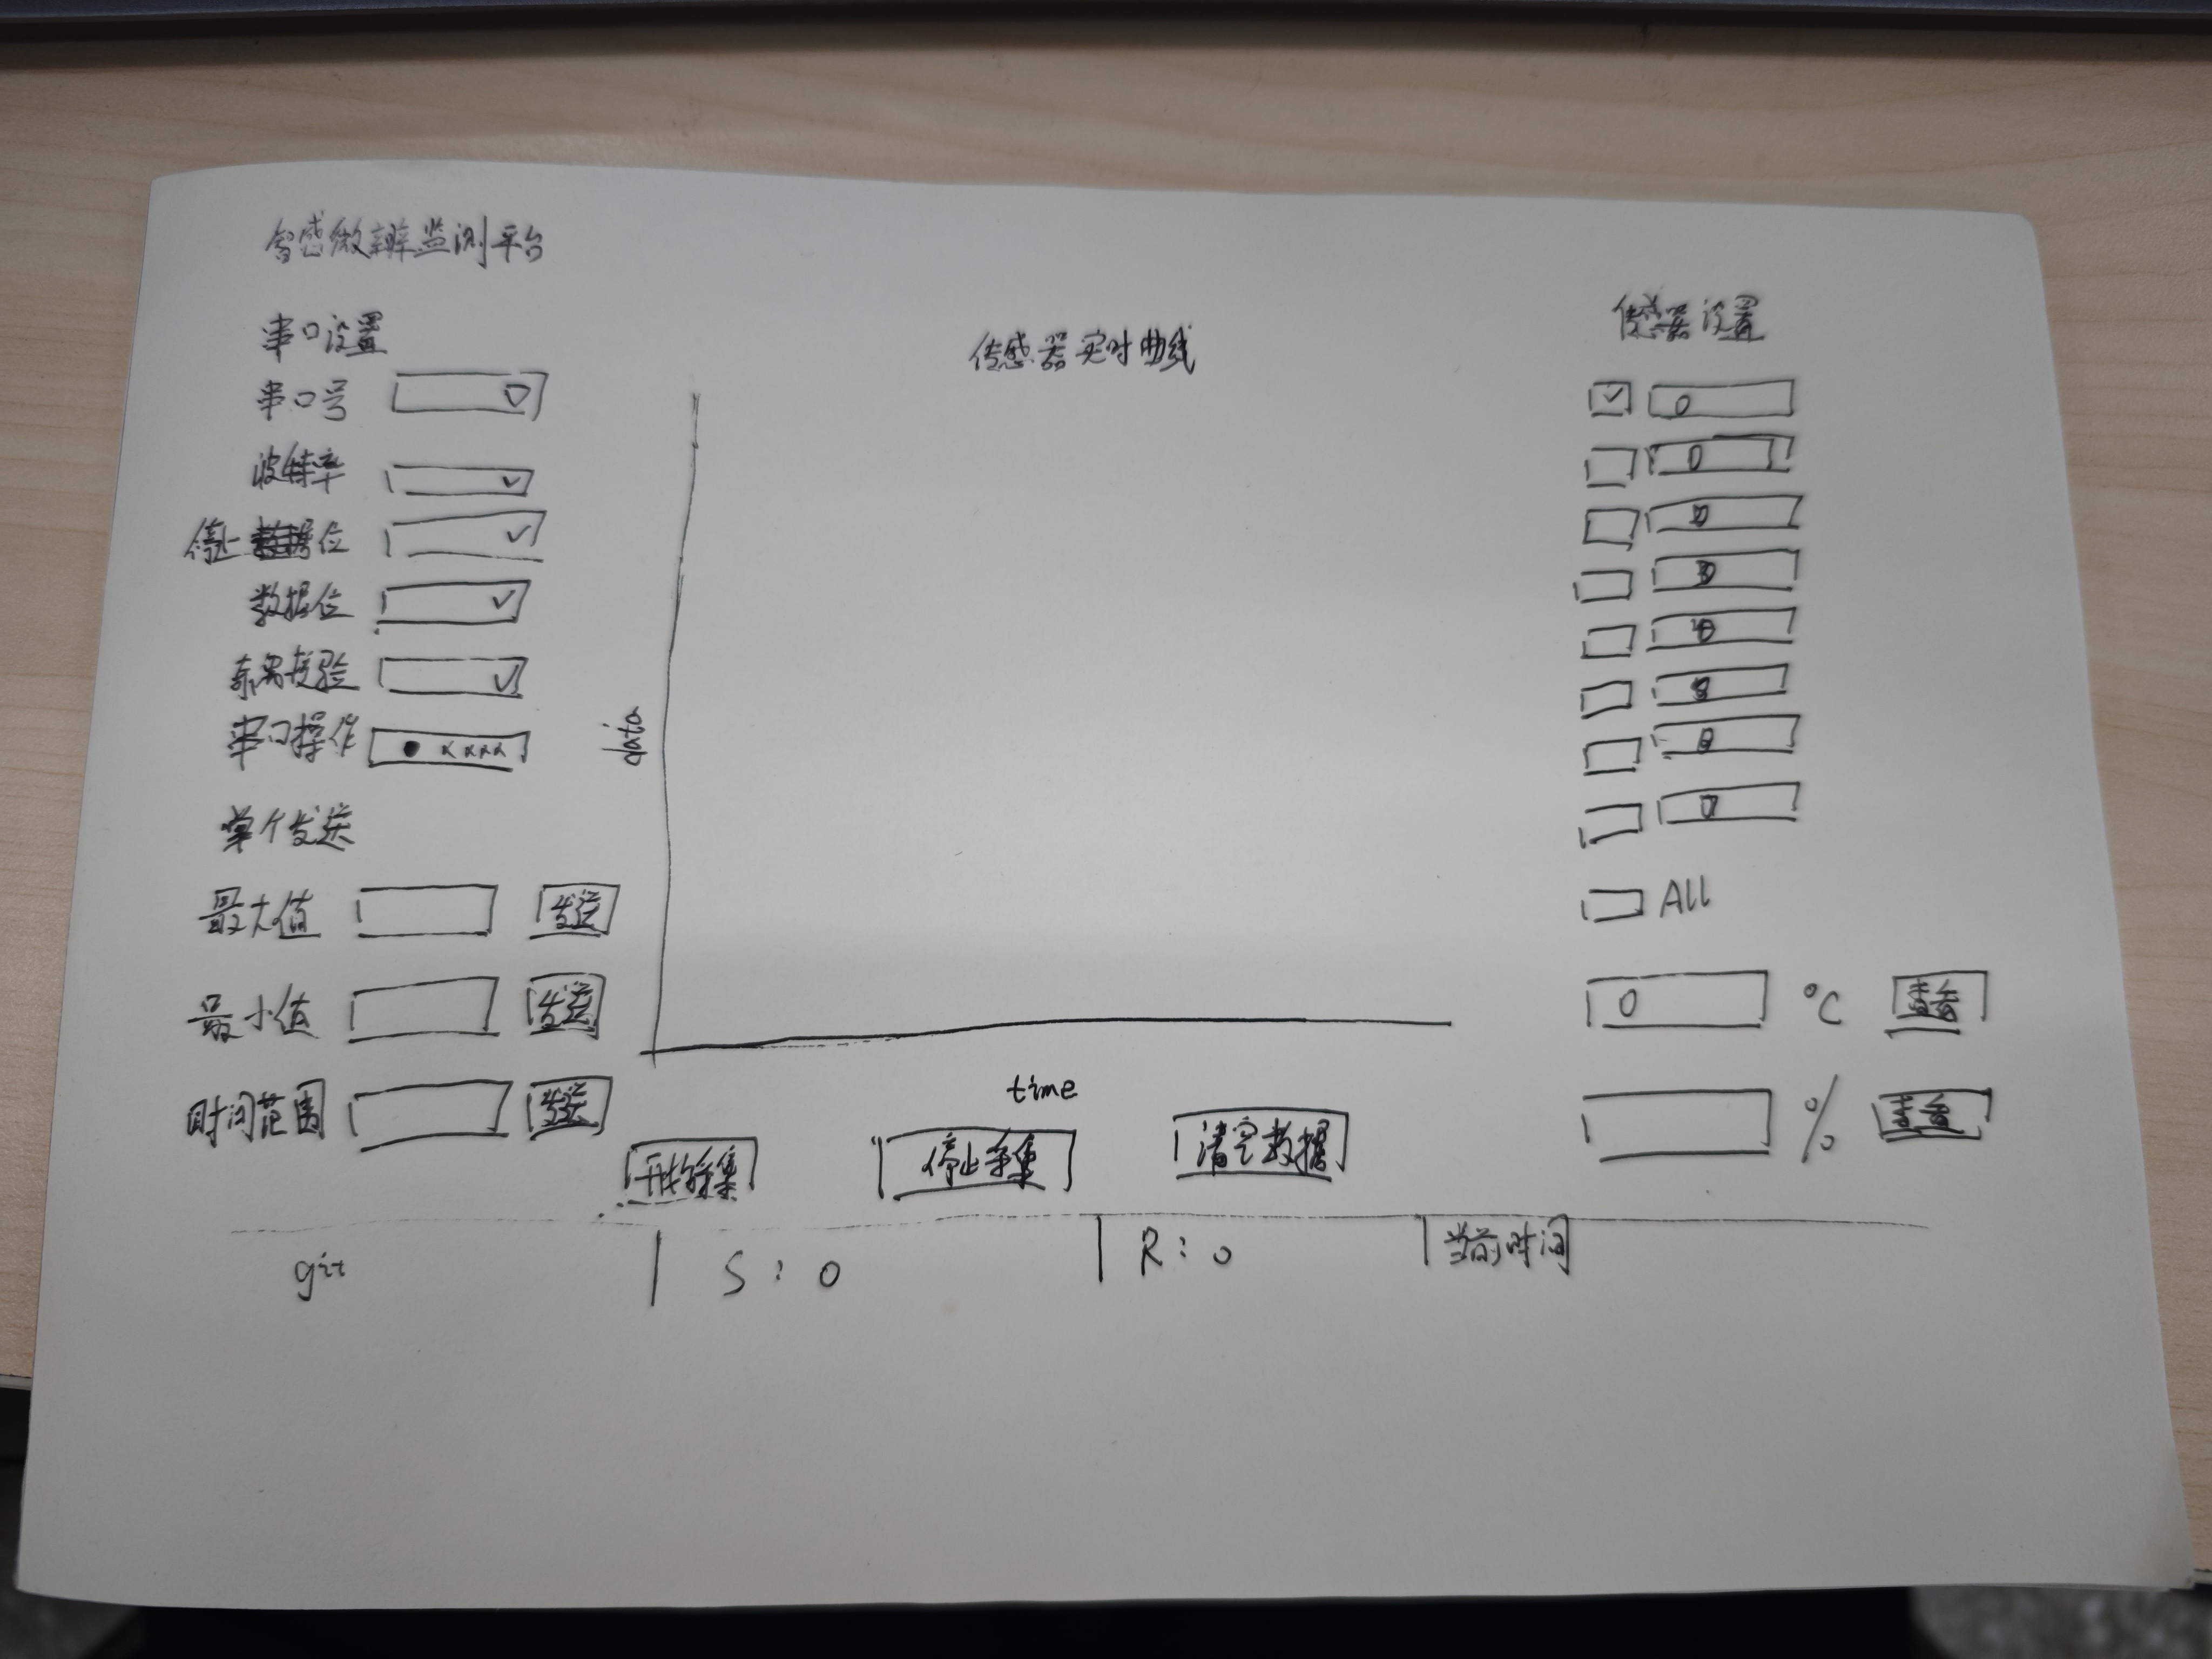 智感微辨监测平台
串口设置
串口号
波特率
停止位
数据位
奇偶校验
串口操作
单个发送
最大值 发送
最小值 发送
时间范围 发送
传感器实时曲线
data
time
开始采集 停止采集 清空数据
传感器设置
0
0
0
0
0
All
0 °C 查看
% 查看
git S: 0 R: 0 当前时间